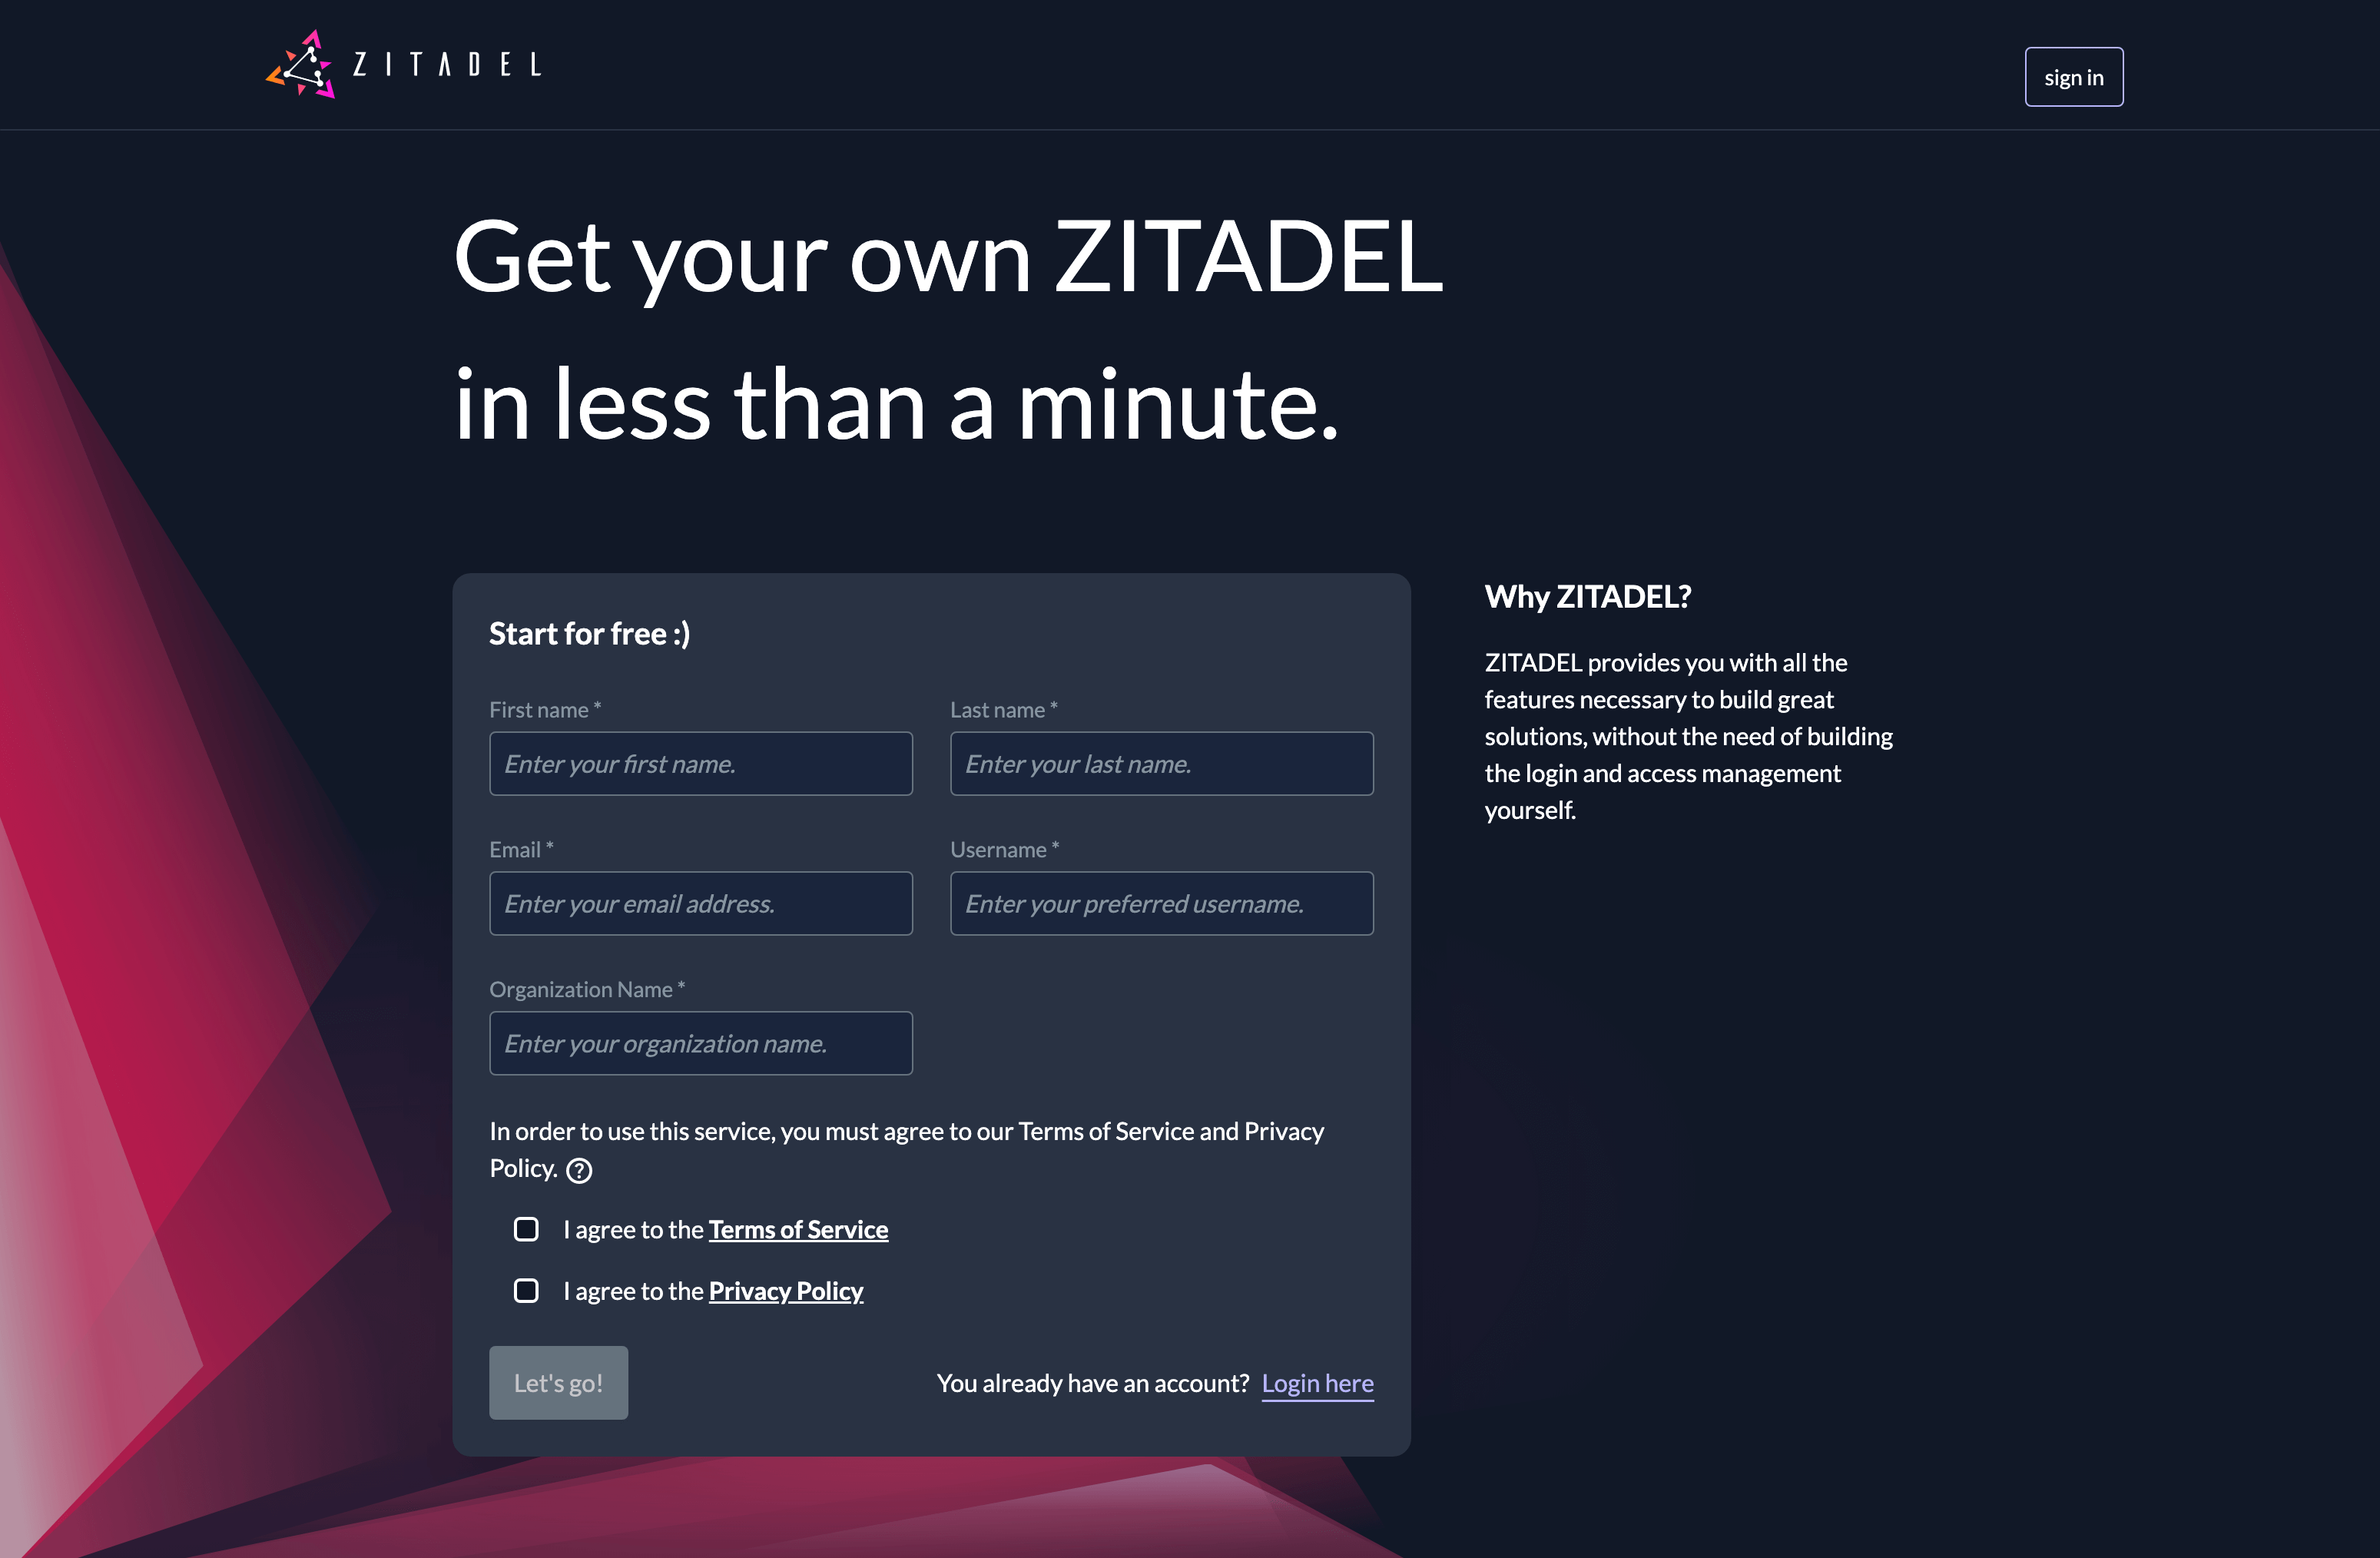 ZITADEL
sign in
Get your own ZITADEL
in less than a minute.
Start for free :)
First name *
Last name *
Enter your first name.
Enter your last name.
Email *
Username *
Enter your email address.
Enter your preferred username.
Organization Name *
Enter your organization name.
In order to use this service, you must agree to our Terms of Service and Privacy
Policy. ?
I agree to the Terms of Service
I agree to the Privacy Policy
Let's go!
You already have an account? Login here
Why ZITADEL?
ZITADEL provides you with all the
features necessary to build great
solutions, without the need of building
the login and access management
yourself.